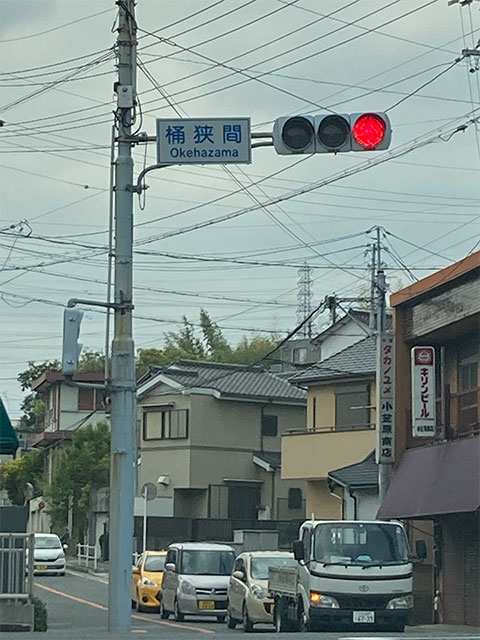 桶狭間
Okehazama
タカノユメ
小笠原商店
キリンビール